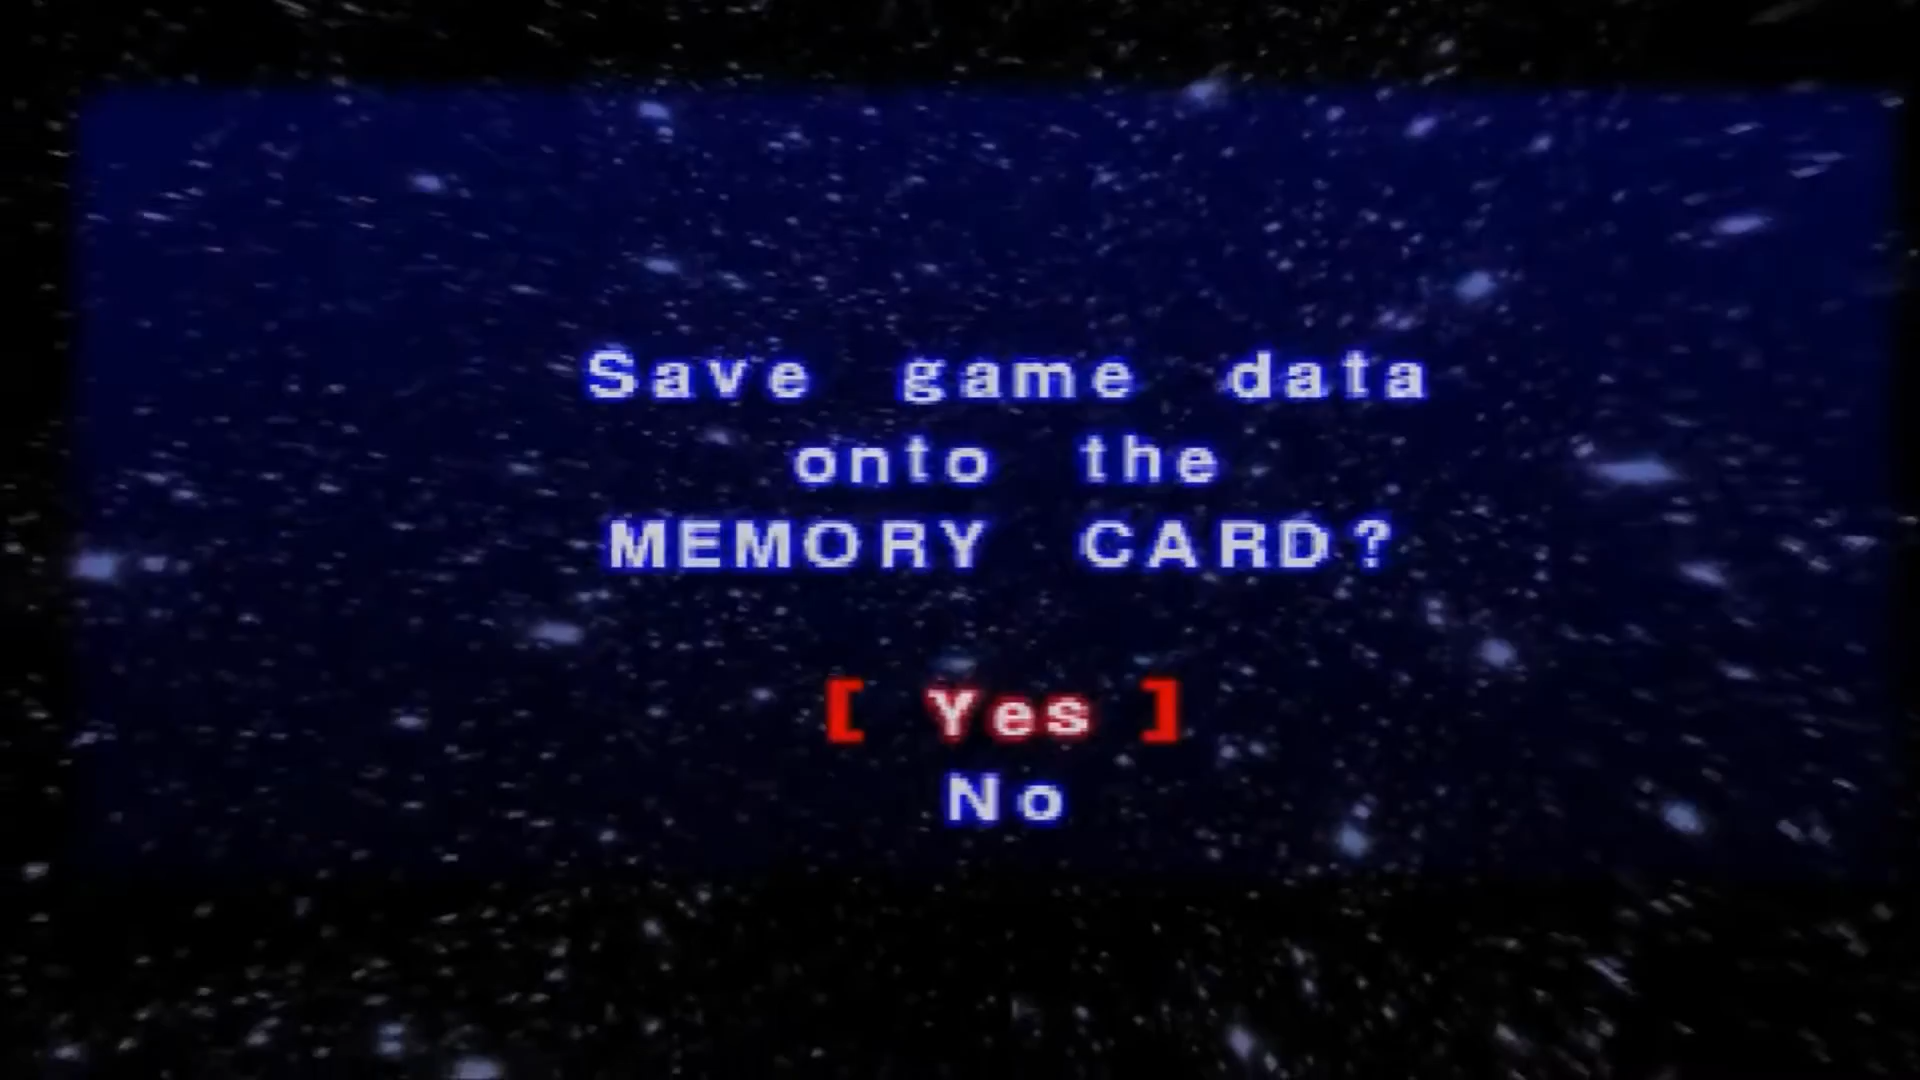 Save game data
onto the
MEMORY CARD?
[ Yes ]
No